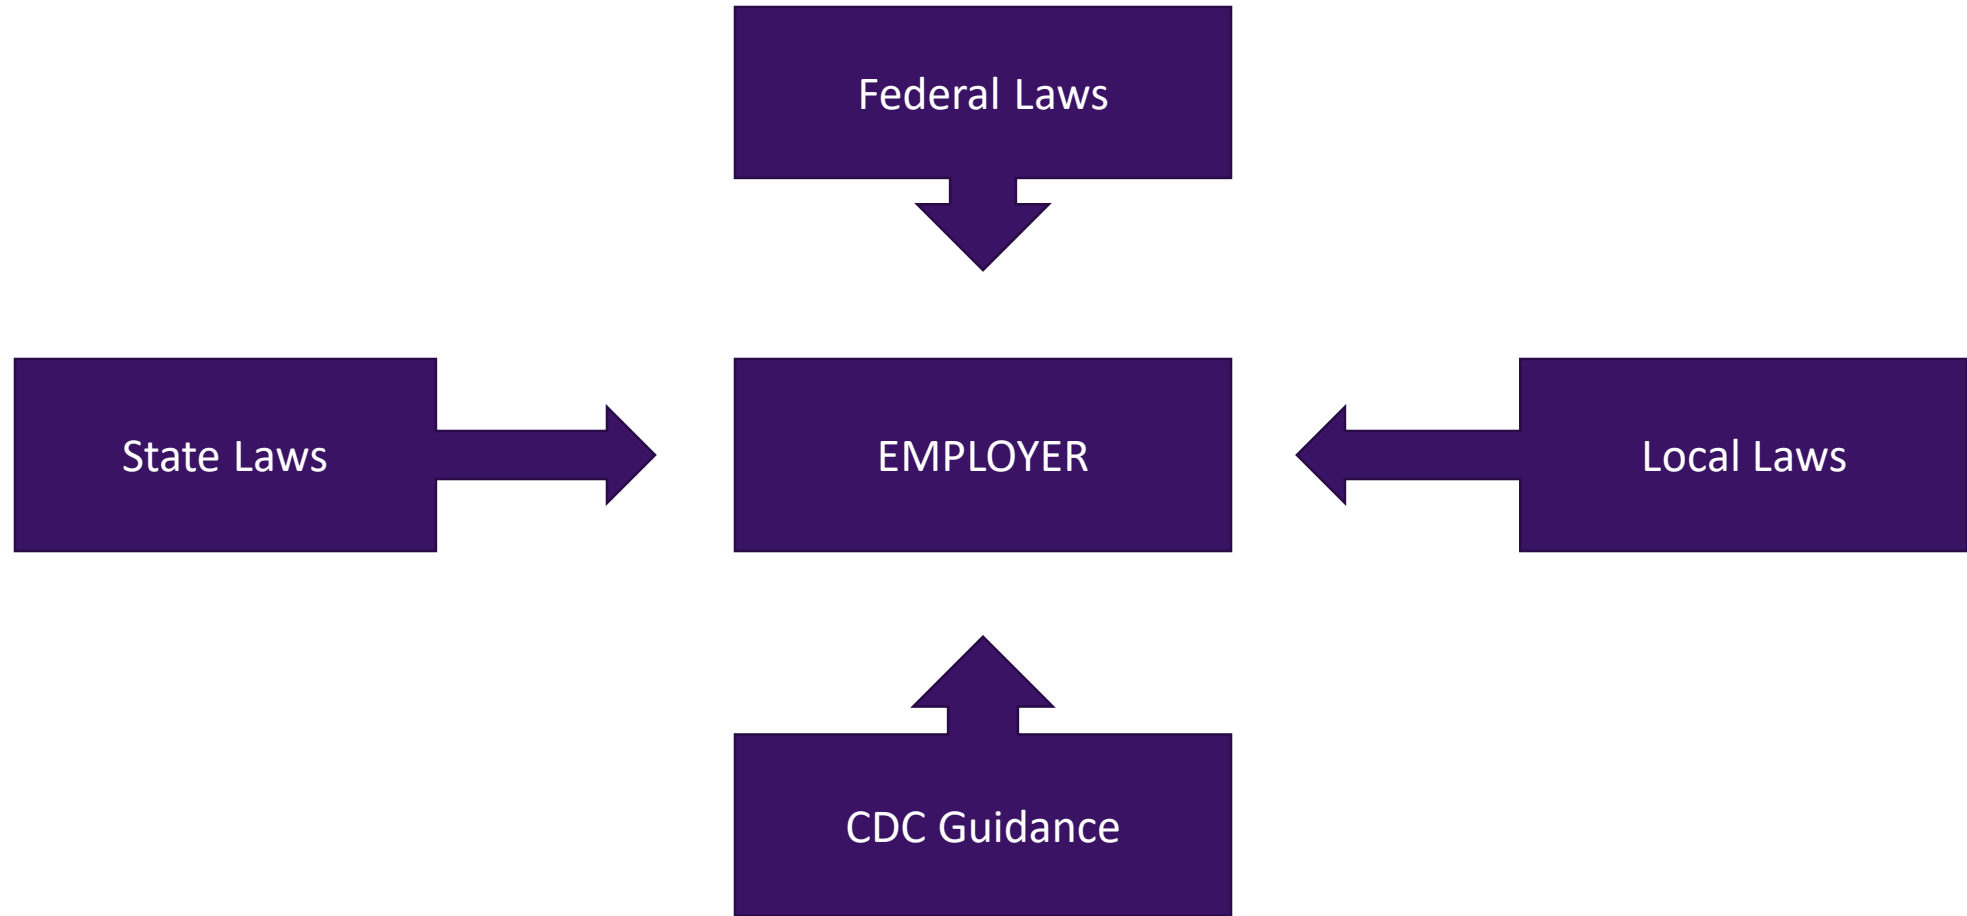 Federal Laws
State Laws
EMPLOYER
Local Laws
CDC Guidance